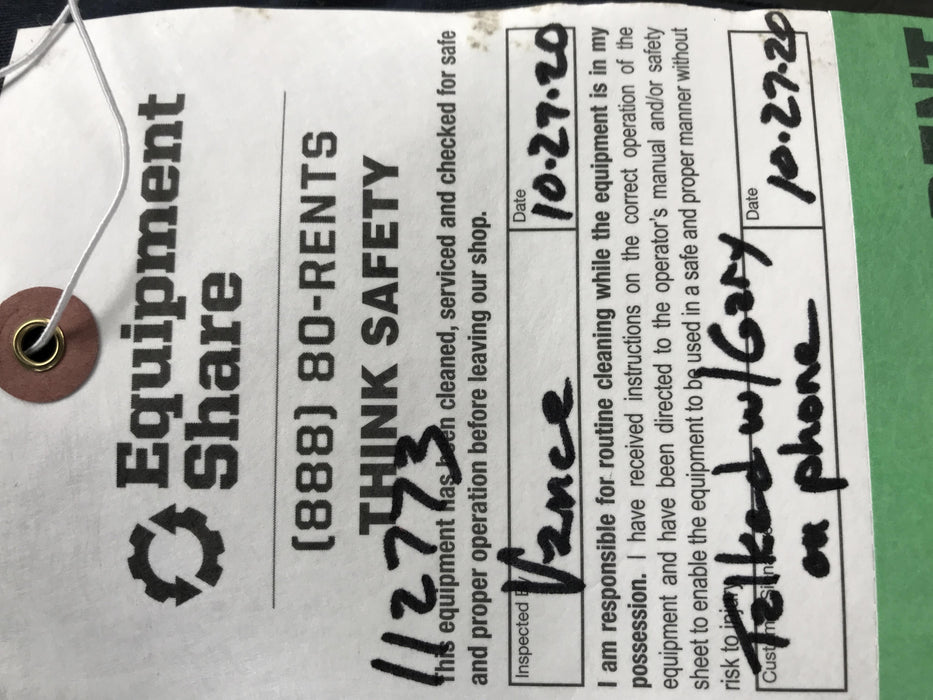 Equipment
Share
(888) 80-RENTS
THINK SAFETY
112773
This equipment has been cleaned, serviced and checked for safe
and proper operation before leaving our shop.
Inspected By
Vance
Date
10.27.20
I am responsible for routine cleaning while the equipment is in my
possession. I have received instructions on the correct operation of the
equipment and have been directed to the operator's manual and/or safety
sheet to enable the equipment to be used in a safe and proper manner without
risk to injury
Talked w/Gary
on phone
Date
10.27.20
RENT